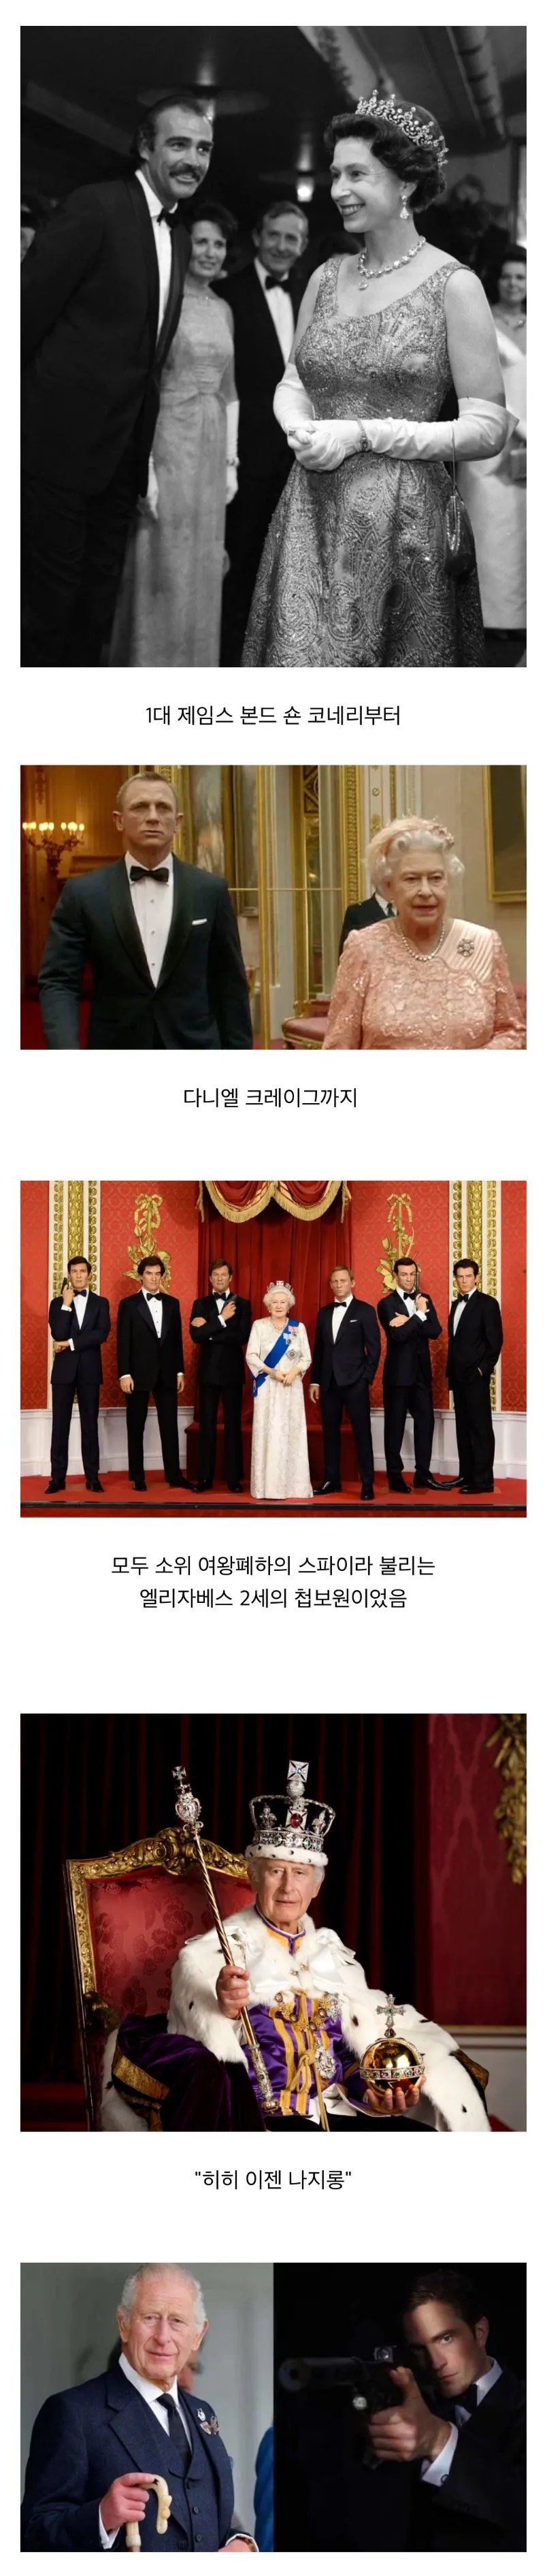 1대 제임스 본드 숀 코네리부터
다니엘 크레이그까지
모두 소위 여왕폐하의 스파이라 불리는
엘리자베스 2세의 첩보원이었음
"히히 이젠 나지롱"